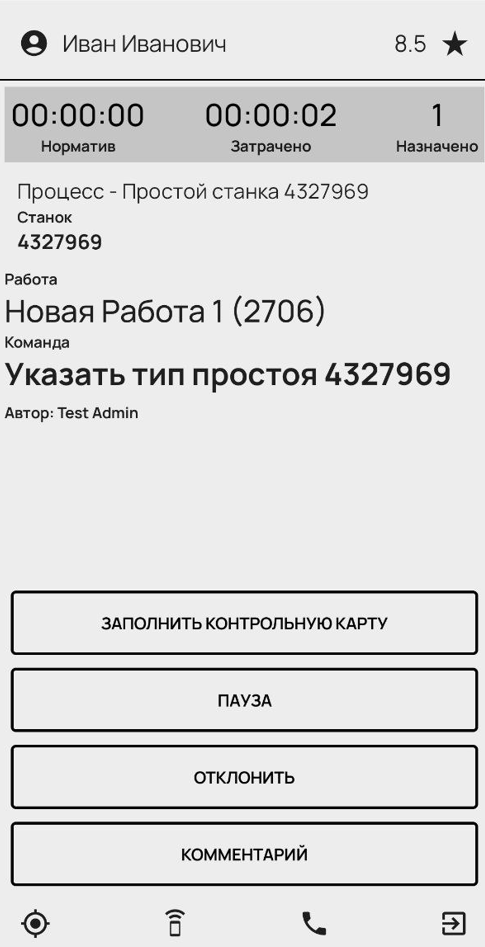 Иван Иванович 8.5
00:00:00 00:00:02 1
Норматив Затрачено Назначено
Процесс - Простой станка 4327969
Станок
4327969
Работа
Новая Работа 1 (2706)
Команда
Указать тип простоя 4327969
Автор: Test Admin
ЗАПОЛНИТЬ КОНТРОЛЬНУЮ КАРТУ
ПАУЗА
ОТКЛОНИТЬ
КОММЕНТАРИЙ